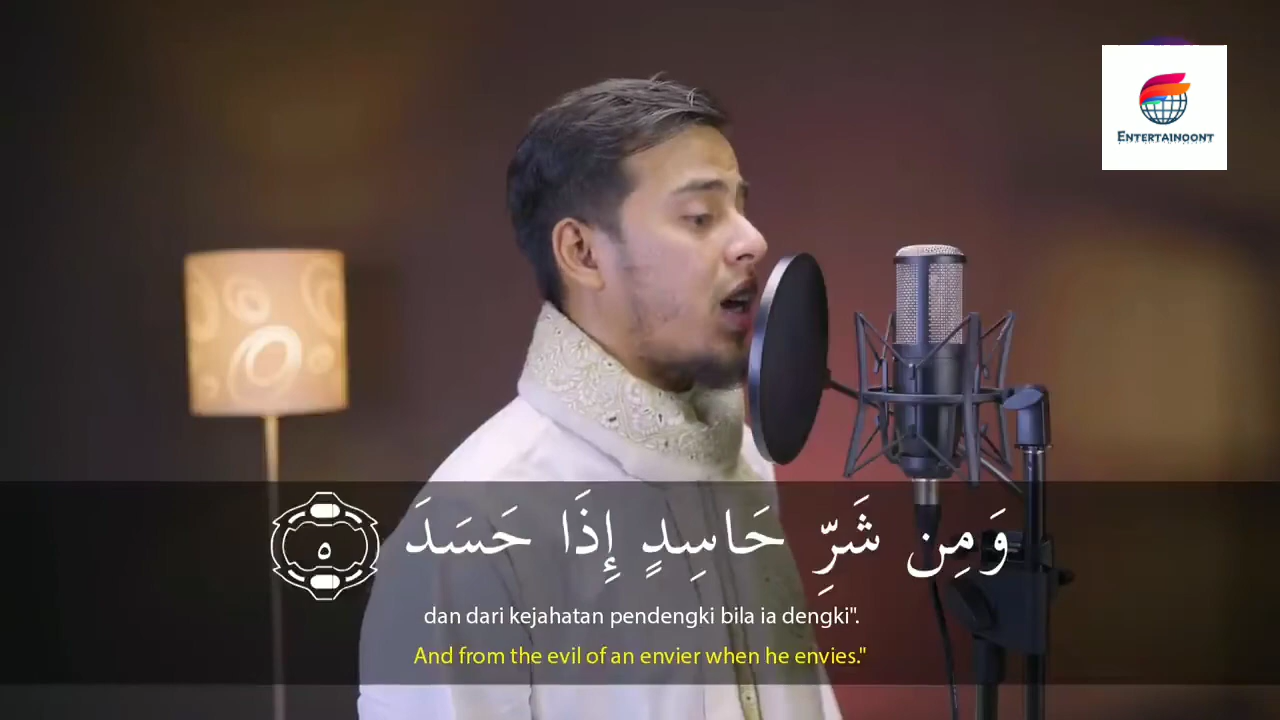 ENTERTAINOONT
وَمِن شَرِّ حَاسِدٍ إِذَا حَسَدَ ٥
dan dari kejahatan pendengki bila ia dengki".
And from the evil of an envier when he envies."